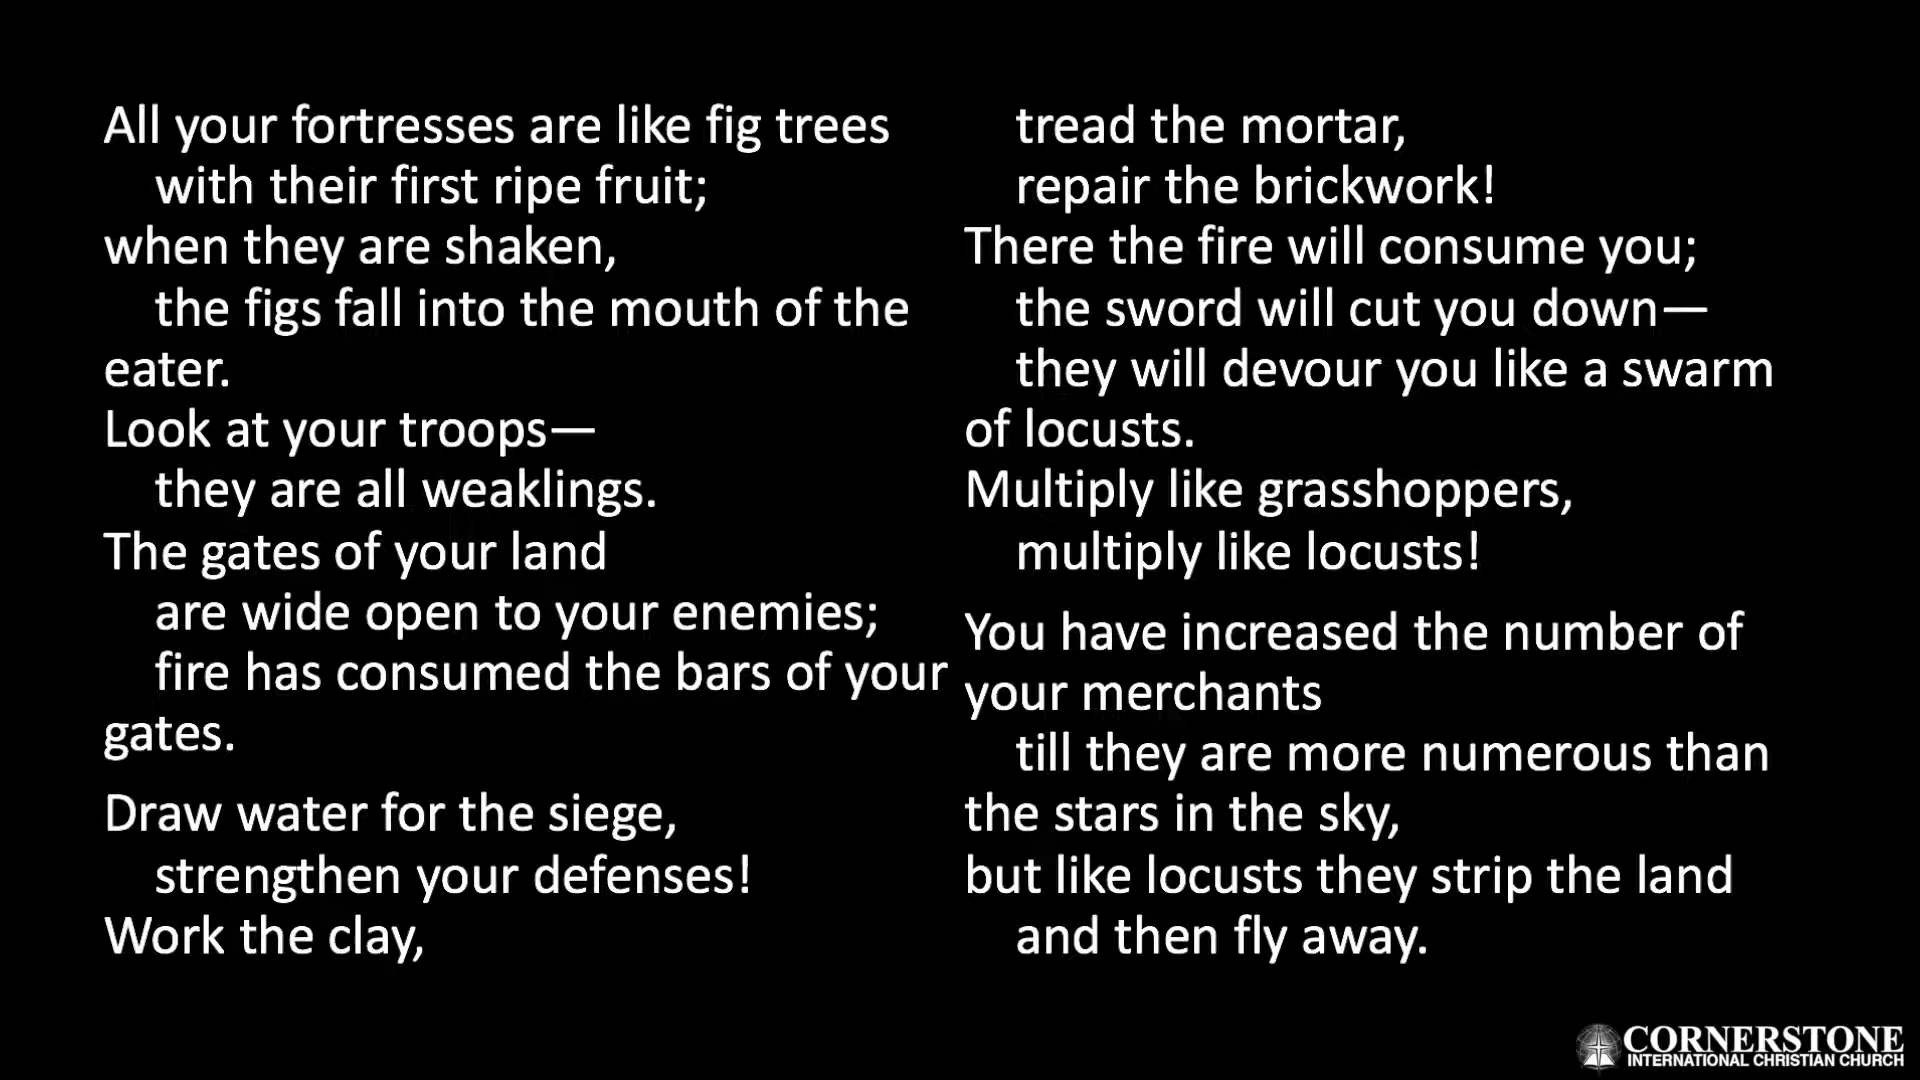 All your fortresses are like fig trees
with their first ripe fruit;
when they are shaken,
the figs fall into the mouth of the
eater.
Look at your troops—
they are all weaklings.
The gates of your land
are wide open to your enemies;
fire has consumed the bars of your
gates.
Draw water for the siege,
strengthen your defenses!
Work the clay,
tread the mortar,
repair the brickwork!
There the fire will consume you;
the sword will cut you down—
they will devour you like a swarm
of locusts.
Multiply like grasshoppers,
multiply like locusts!
You have increased the number of
your merchants
till they are more numerous than
the stars in the sky,
but like locusts they strip the land
and then fly away.
CORNERSTONE
INTERNATIONAL CHRISTIAN CHURCH